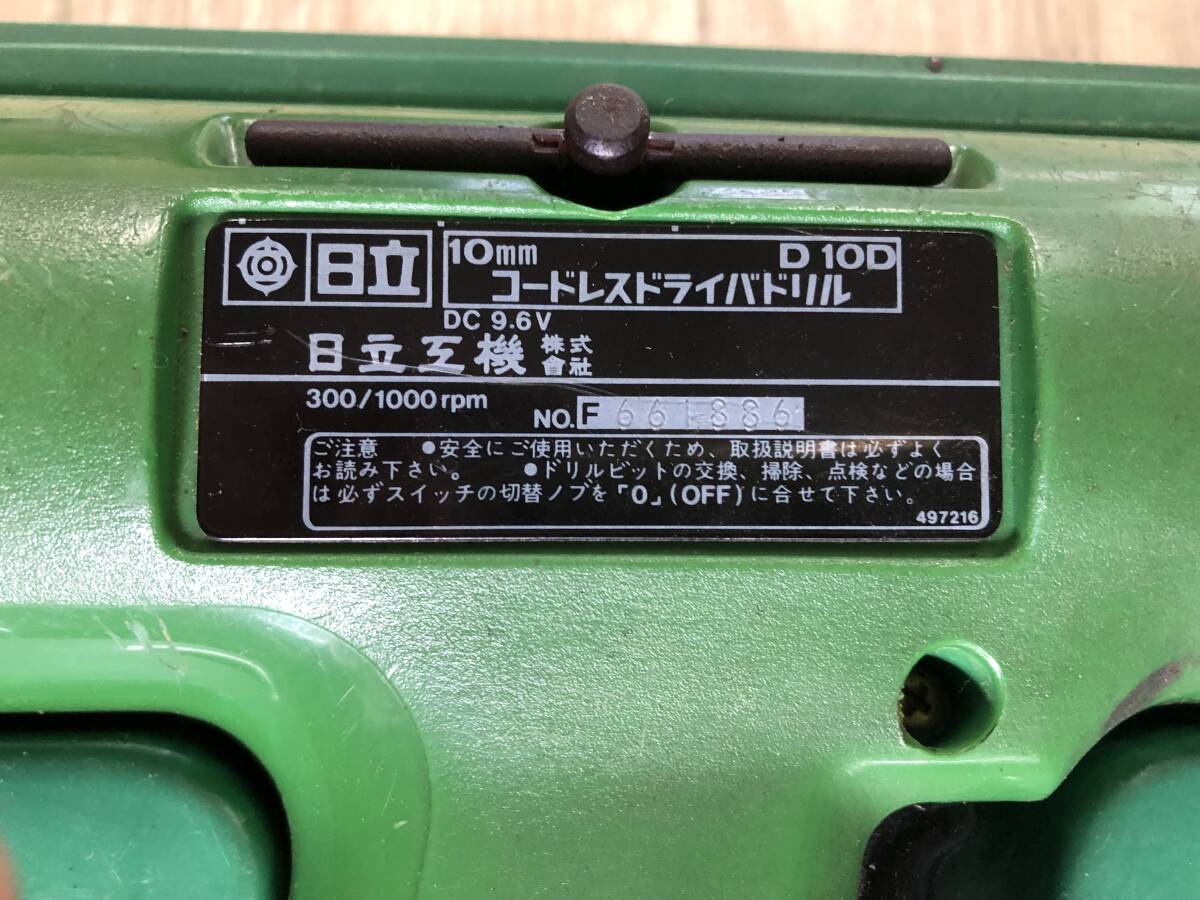 日立
10mm D 10D
コードレスドライバドリル
DC 9.6V
日立工機 株式會社
300/1000 rpm
NO. F 661886
ご注意 ●安全にご使用いただくため、取扱説明書は必ずよく
お読み下さい。 ●ドリルビットの交換、掃除、点検などの場合
は必ずスイッチの切替ノブを「0」(OFF)に合せて下さい。
497216